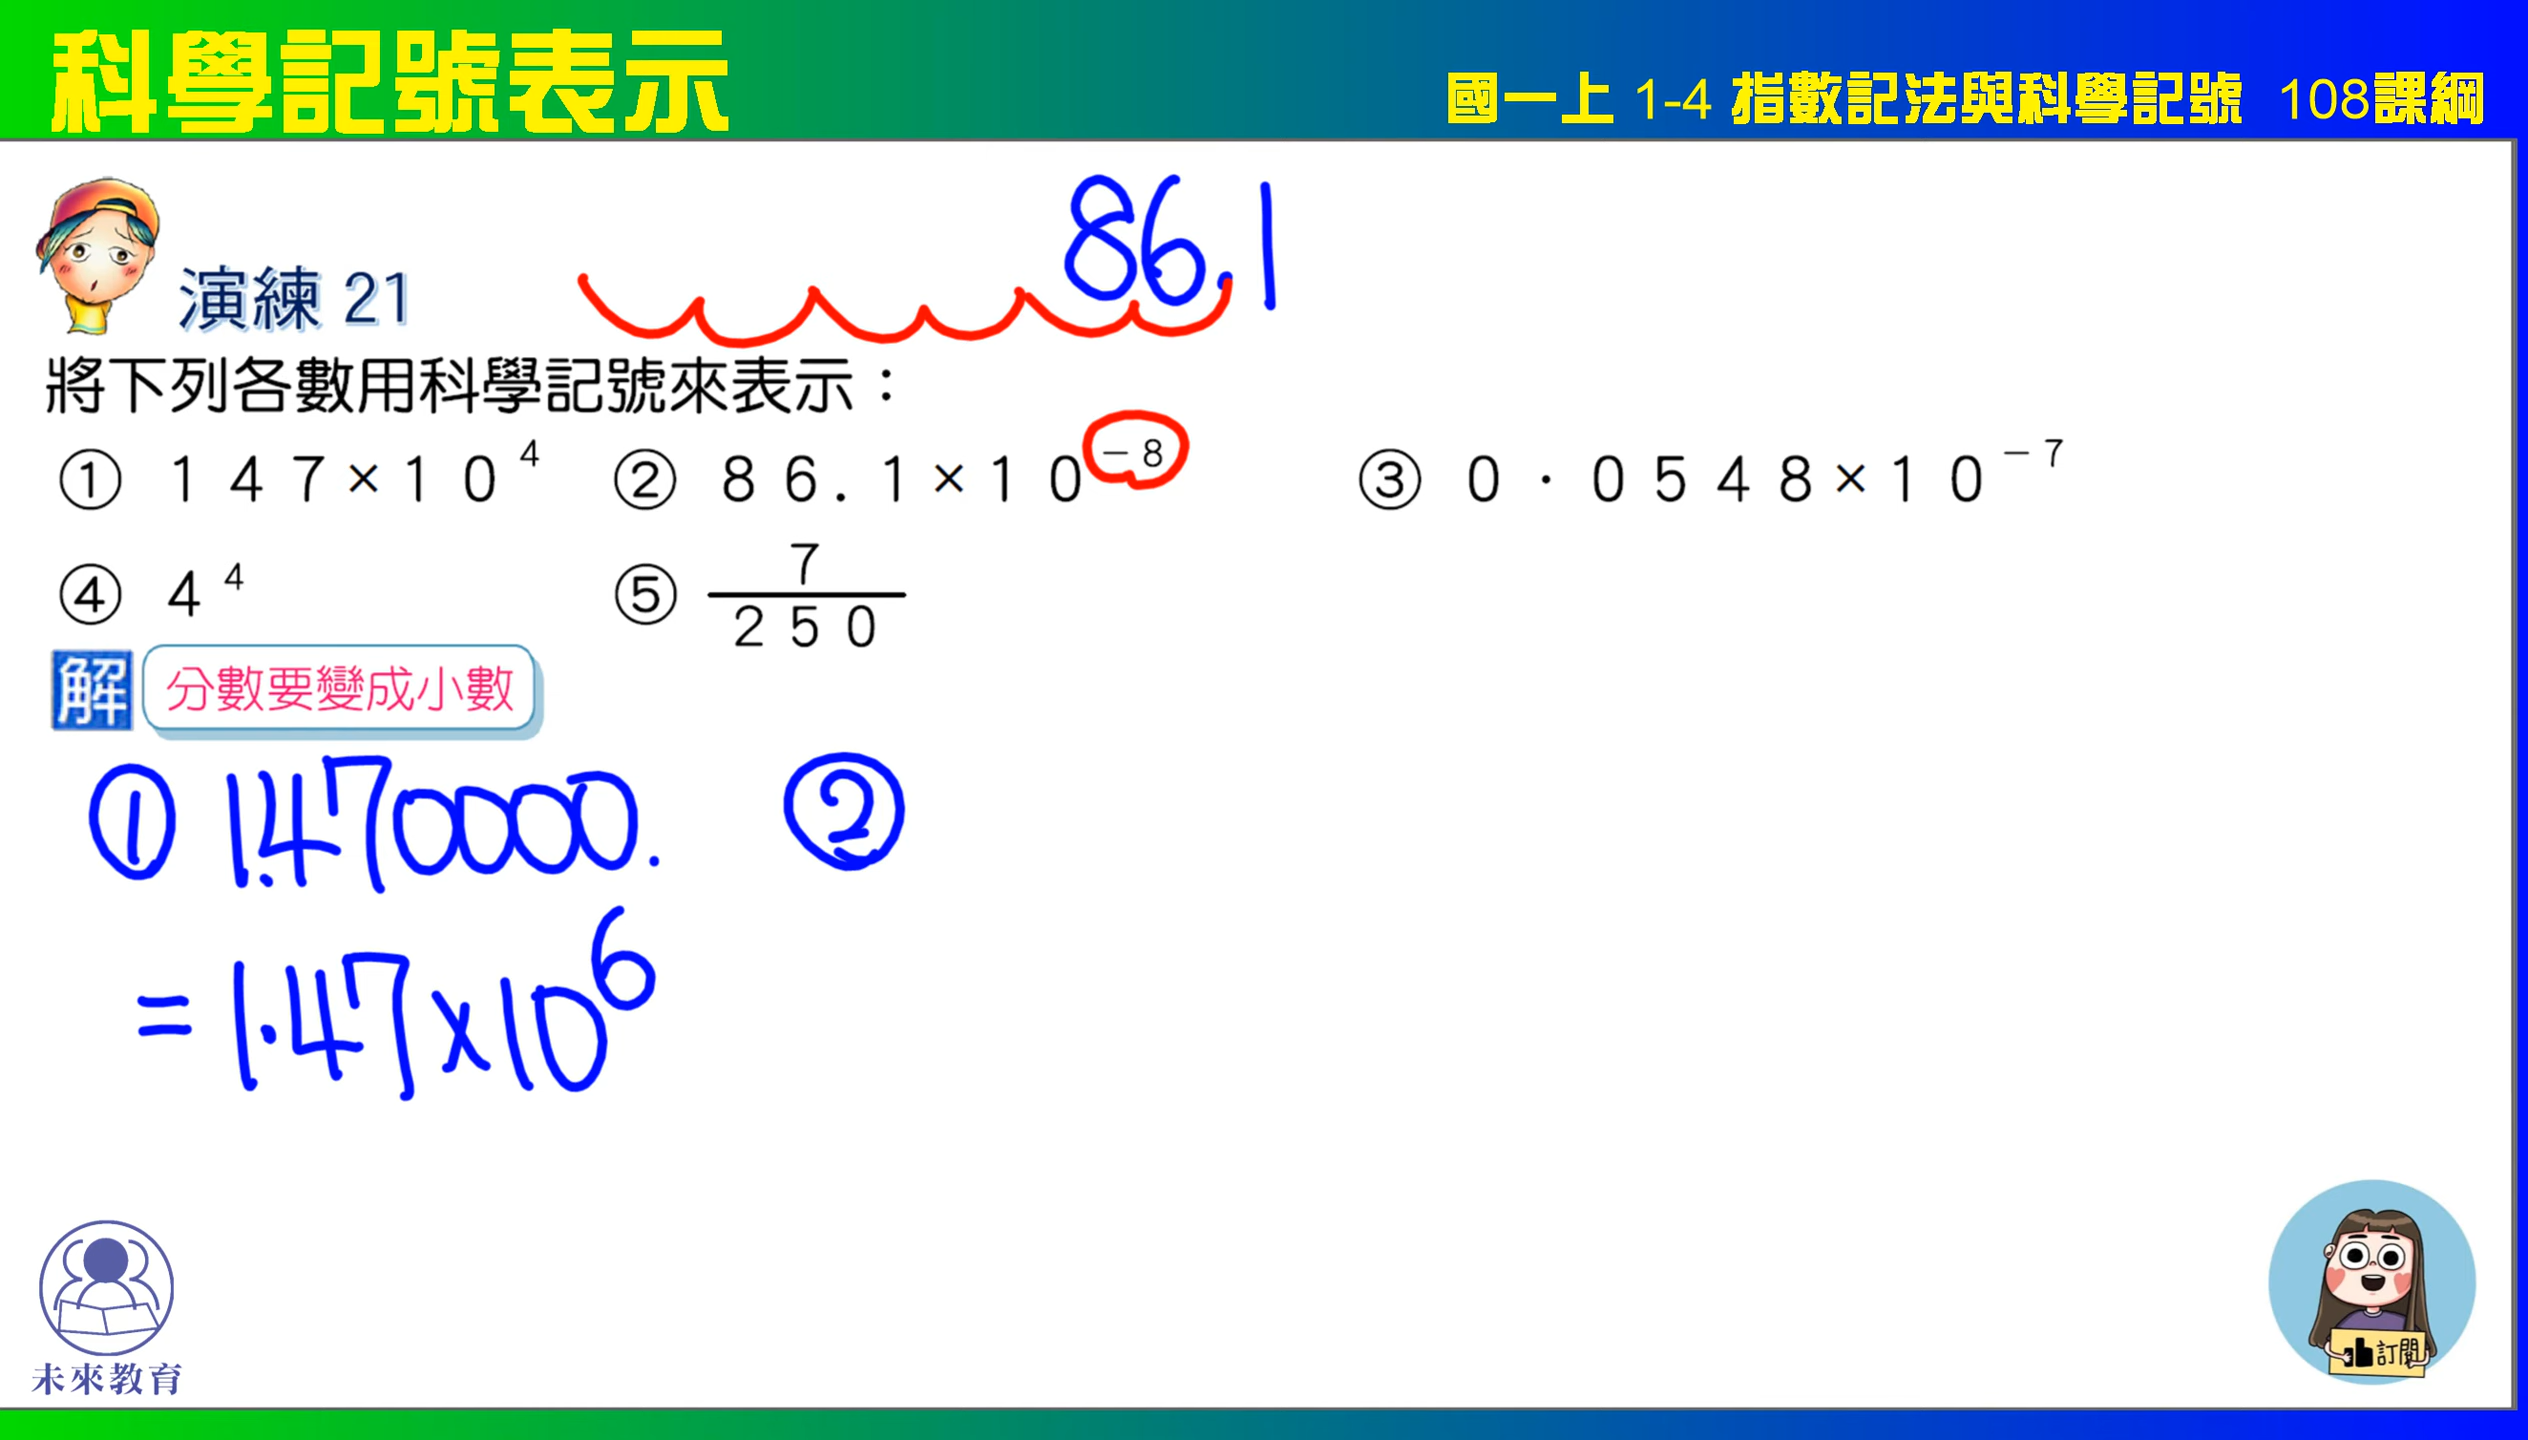 科學記號表示
國一上 1-4 指數記法與科學記號 108課綱
86.1
演練 21
將下列各數用科學記號來表示：
① 147×10⁴ ② 86.1×10⁻⁸ ③ 0·0548×10⁻⁷
④ 4⁴ ⑤ 7/250
解 分數要變成小數
① 1.470000. ②
=1.47×10⁶
訂閱
未來教育